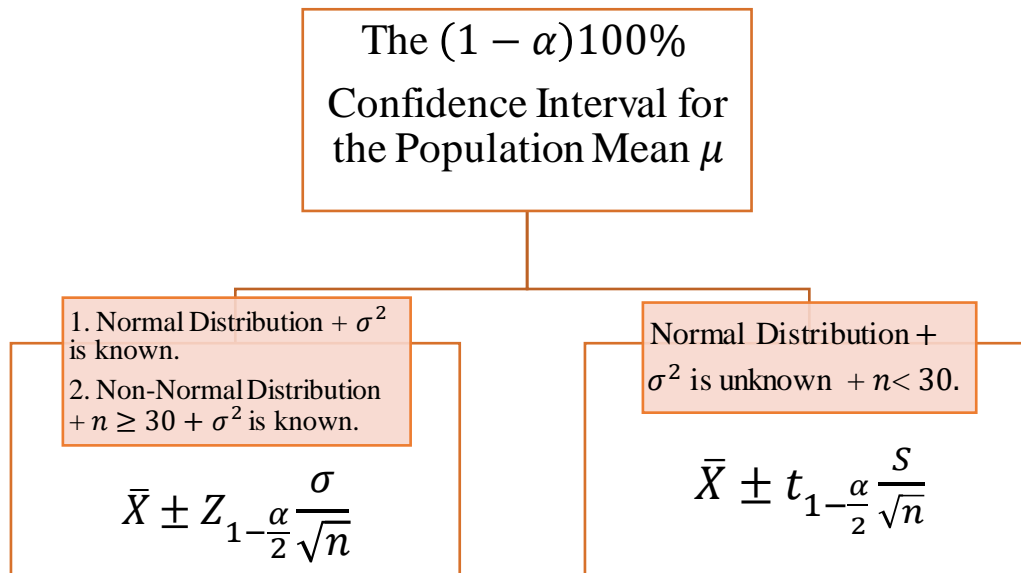 The (1 − 𝛼)100%
Confidence Interval for
the Population Mean 𝜇
1. Normal Distribution + 𝜎²
is known.
2. Non-Normal Distribution
+ 𝑛 ≥ 30 + 𝜎² is known.
X̄ ± Z_{1−α/2} σ/√n
Normal Distribution +
𝜎² is unknown + 𝑛< 30.
X̄ ± t_{1−α/2} S/√n